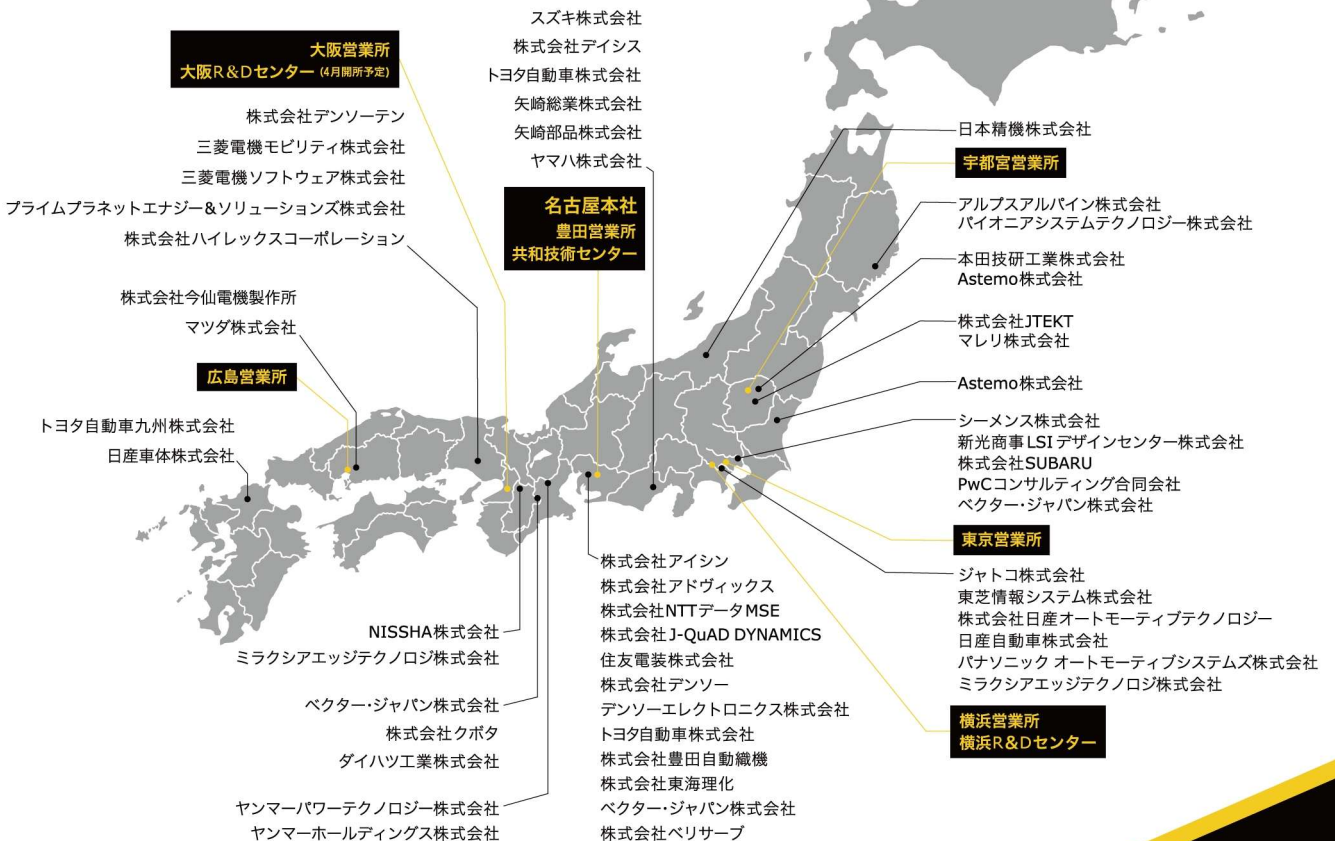 大阪営業所
大阪R&Dセンター (4月開所予定)
株式会社デンソーテン
三菱電機モビリティ株式会社
三菱電機ソフトウェア株式会社
プライムプラネットエナジー&ソリューションズ株式会社
株式会社ハイレックスコーポレーション
株式会社今仙電機製作所
マツダ株式会社
広島営業所
トヨタ自動車九州株式会社
日産車体株式会社
スズキ株式会社
株式会社デイシス
トヨタ自動車株式会社
矢崎総業株式会社
矢崎部品株式会社
ヤマハ株式会社
名古屋本社
豊田営業所
共和技術センター
日本精機株式会社
宇都宮営業所
アルプスアルパイン株式会社
パイオニアシステムテクノロジー株式会社
本田技研工業株式会社
Astemo株式会社
株式会社JTEKT
マレリ株式会社
Astemo株式会社
シーメンス株式会社
新光商事LSIデザインセンター株式会社
株式会社SUBARU
PwCコンサルティング合同会社
ベクター・ジャパン株式会社
東京営業所
ジャトコ株式会社
東芝情報システム株式会社
株式会社日産オートモーティブテクノロジー
日産自動車株式会社
パナソニック オートモーティブシステムズ株式会社
ミラクシアエッジテクノロジ株式会社
横浜営業所
横浜R&Dセンター
NISSHA株式会社
ミラクシアエッジテクノロジ株式会社
ベクター・ジャパン株式会社
株式会社クボタ
ダイハツ工業株式会社
ヤンマーパワーテクノロジー株式会社
ヤンマーホールディングス株式会社
株式会社アイシン
株式会社アドヴィックス
株式会社NTTデータMSE
株式会社J-QuAD DYNAMICS
住友電装株式会社
株式会社デンソー
デンソーエレクトロニクス株式会社
トヨタ自動車株式会社
株式会社豊田自動織機
株式会社東海理化
ベクター・ジャパン株式会社
株式会社ベリサーブ